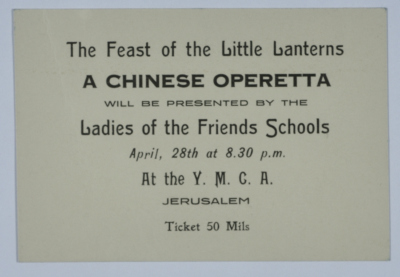 The Feast of the Little Lanterns
A CHINESE OPERETTA
WILL BE PRESENTED BY THE
Ladies of the Friends Schools
April, 28th at 8.30 p.m.
At the Y. M. C. A.
JERUSALEM
Ticket 50 Mils